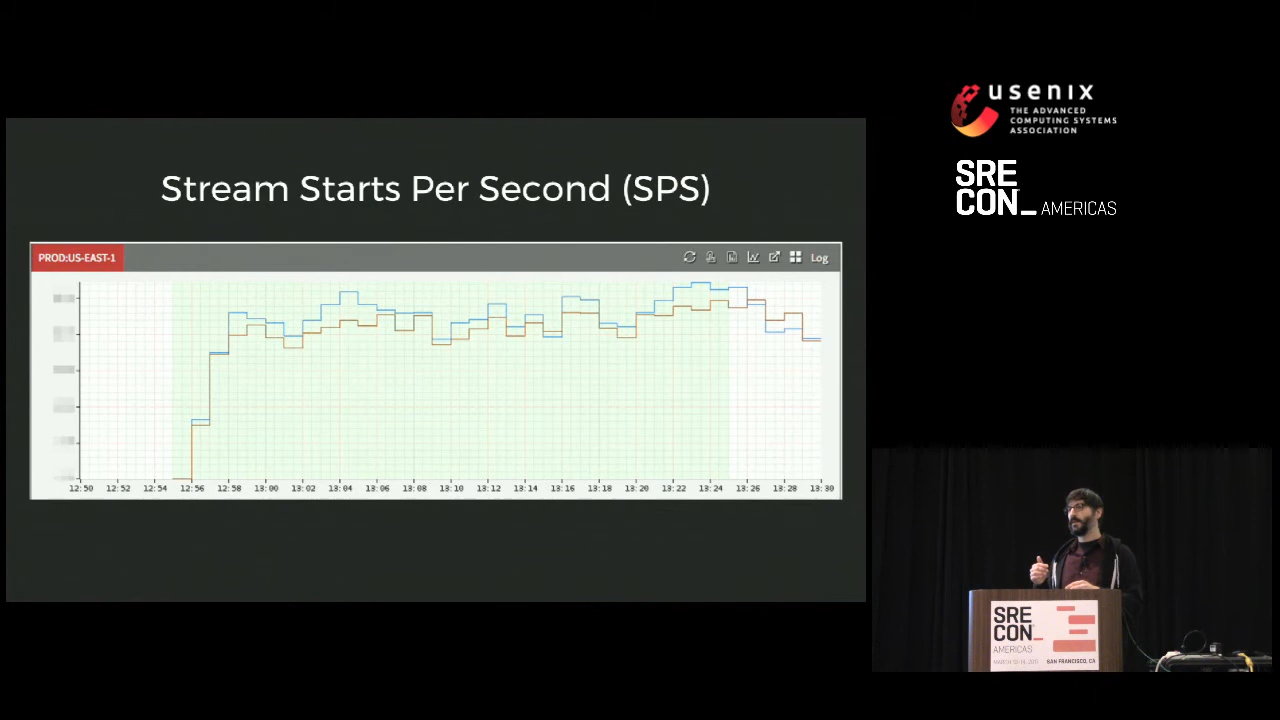 Stream Starts Per Second (SPS)
PROD:US-EAST-1
Log
12:50 12:52 12:54 12:56 12:58 13:00 13:02 13:04 13:06 13:08 13:10 13:12 13:14 13:16 13:18 13:20 13:22 13:24 13:26 13:28 13:30
usenix
THE ADVANCED
COMPUTING SYSTEMS
ASSOCIATION
SRE
CON_ AMERICAS
SRE
CON_
AMERICAS
SAN FRANCISCO, CA